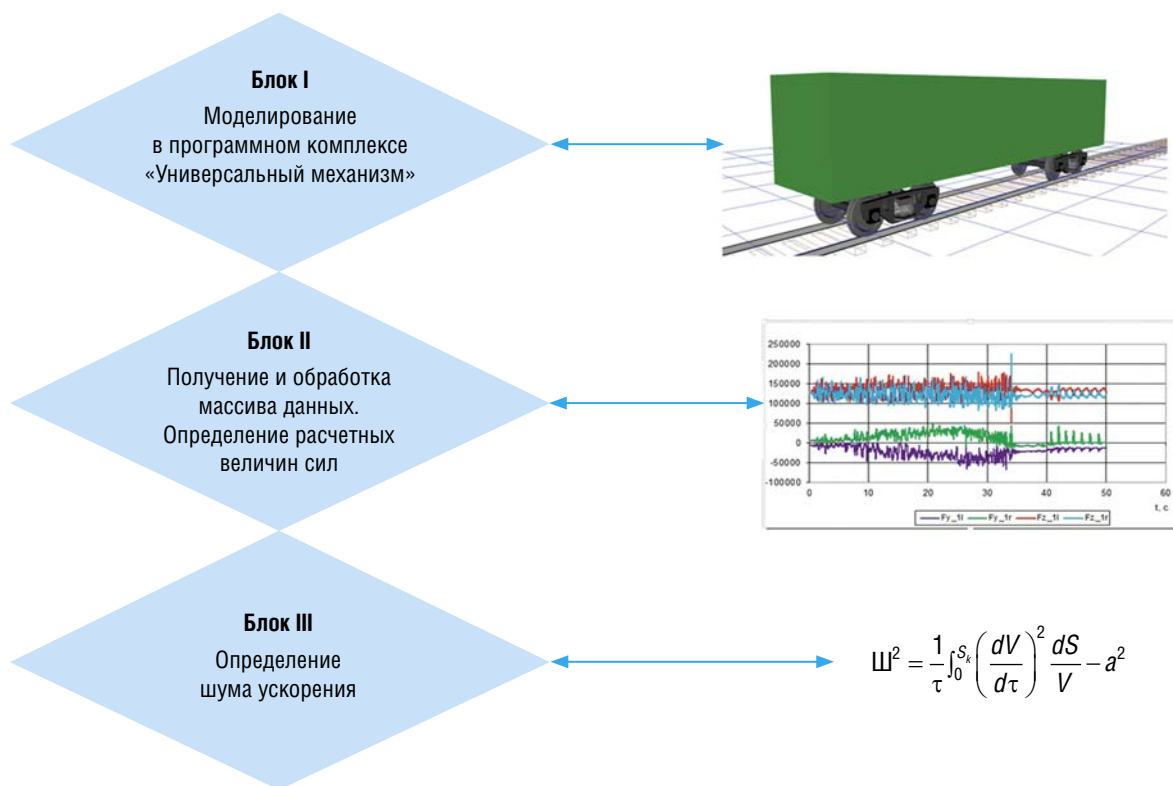 Блок I
Моделирование
в программном комплексе
«Универсальный механизм»
Блок II
Получение и обработка
массива данных.
Определение расчетных
величин сил
250000
200000
150000
100000
50000
0
-50000
-100000
0 10 20 30 40 50 60
t, c
Fy_1l Fy_1r Fz_1l Fz_1r
Блок III
Определение
шума ускорения
Ш² = 1/τ ∫₀^{S_k} (dV/dτ)² dS/V − a²